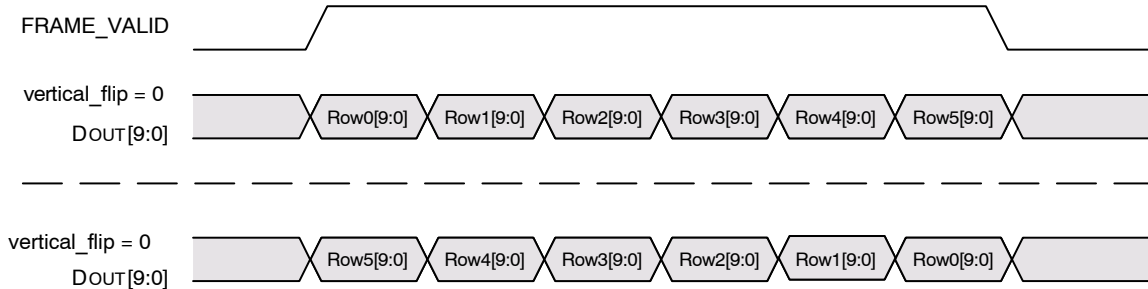 FRAME_VALID
vertical_flip = 0
DOUT[9:0]
Row0[9:0] Row1[9:0] Row2[9:0] Row3[9:0] Row4[9:0] Row5[9:0]
vertical_flip = 0
DOUT[9:0]
Row5[9:0] Row4[9:0] Row3[9:0] Row2[9:0] Row1[9:0] Row0[9:0]